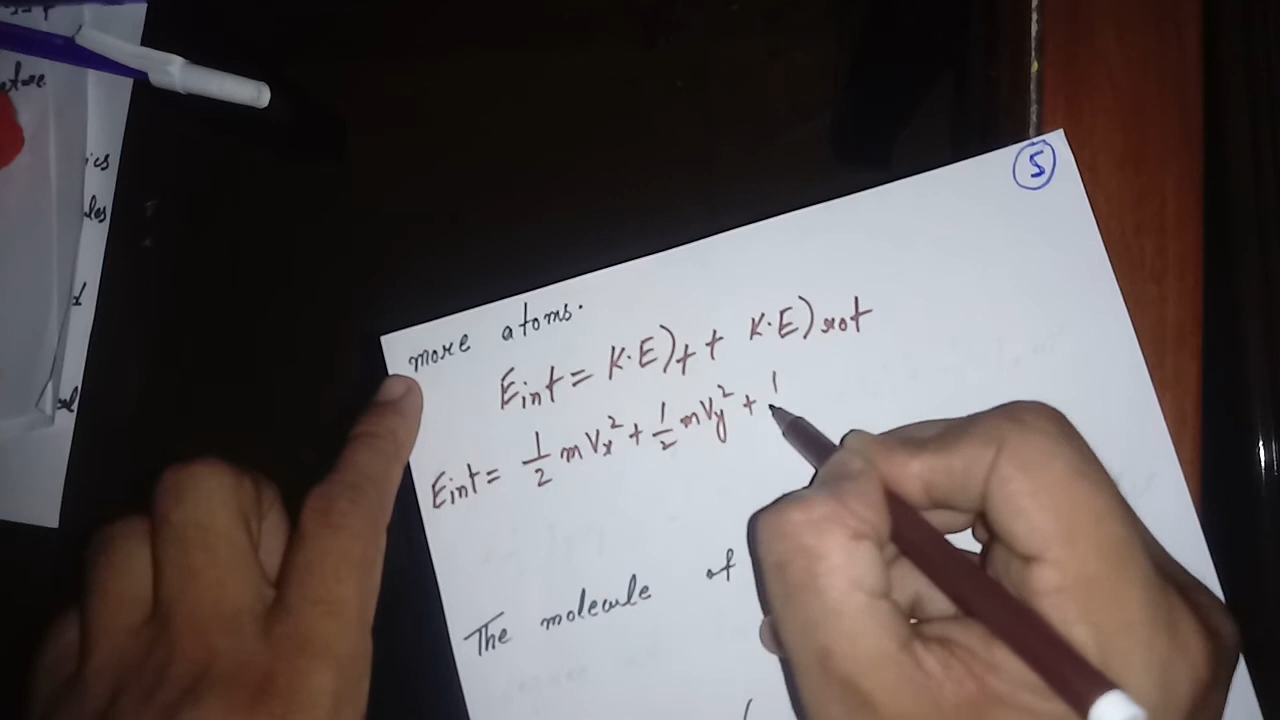 5
more atoms.
Eint = K.E)t + K.E)rot
Eint = 1/2 mVx² + 1/2 mVy² + 1
The molecule of